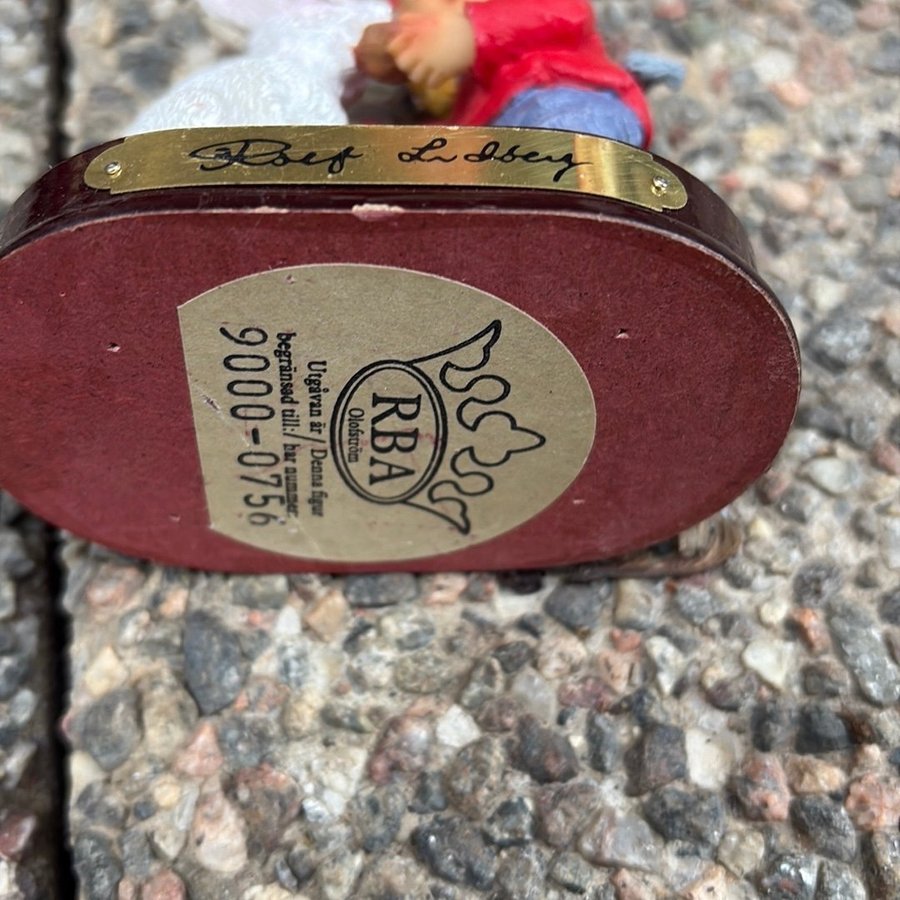 Rolf Lidberg
RBA
Olofström
Utgåvan är / Denna figur
begränsad till: / har nummer:
9000-0756